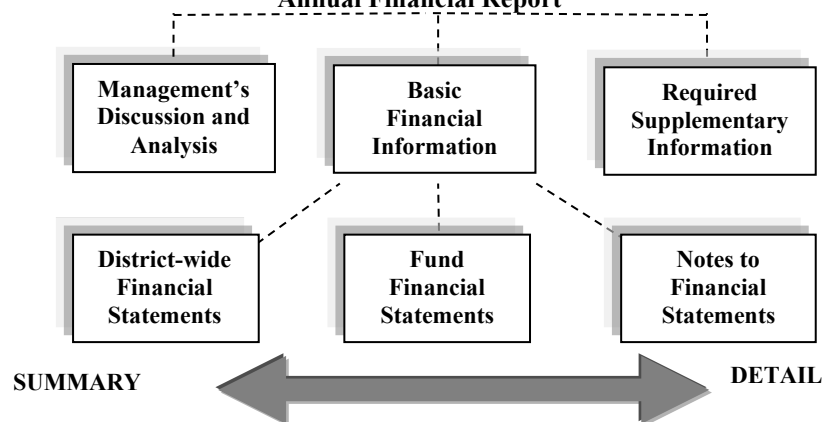 Annual Financial Report
Management’s
Discussion and
Analysis
Basic
Financial
Information
Required
Supplementary
Information
District-wide
Financial
Statements
Fund
Financial
Statements
Notes to
Financial
Statements
SUMMARY
DETAIL